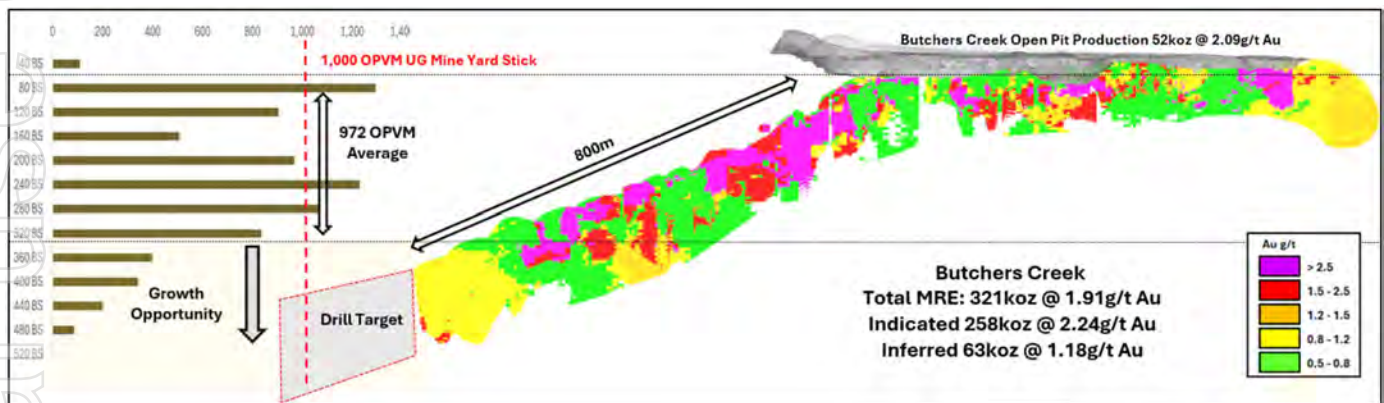 0 200 400 600 800 1,000 1,200 1,40
1,000 OPVM UG Mine Yard Stick
Butchers Creek Open Pit Production 52koz @ 2.09g/t Au
40 BS
80 BS
120 BS
160 BS
200 BS
240 BS
280 BS
320 BS
360 BS
400 BS
440 BS
480 BS
520 BS
972 OPVM
Average
800m
Growth
Opportunity
Drill Target
Butchers Creek
Total MRE: 321koz @ 1.91g/t Au
Indicated 258koz @ 2.24g/t Au
Inferred 63koz @ 1.18g/t Au
Au g/t
> 2.5
1.5 - 2.5
1.2 - 1.5
0.8 - 1.2
0.5 - 0.8